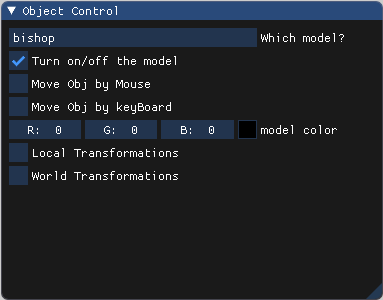 Object Control
bishop Which model?
Turn on/off the model
Move Obj by Mouse
Move Obj by keyBoard
R: 0 G: 0 B: 0 model color
Local Transformations
World Transformations